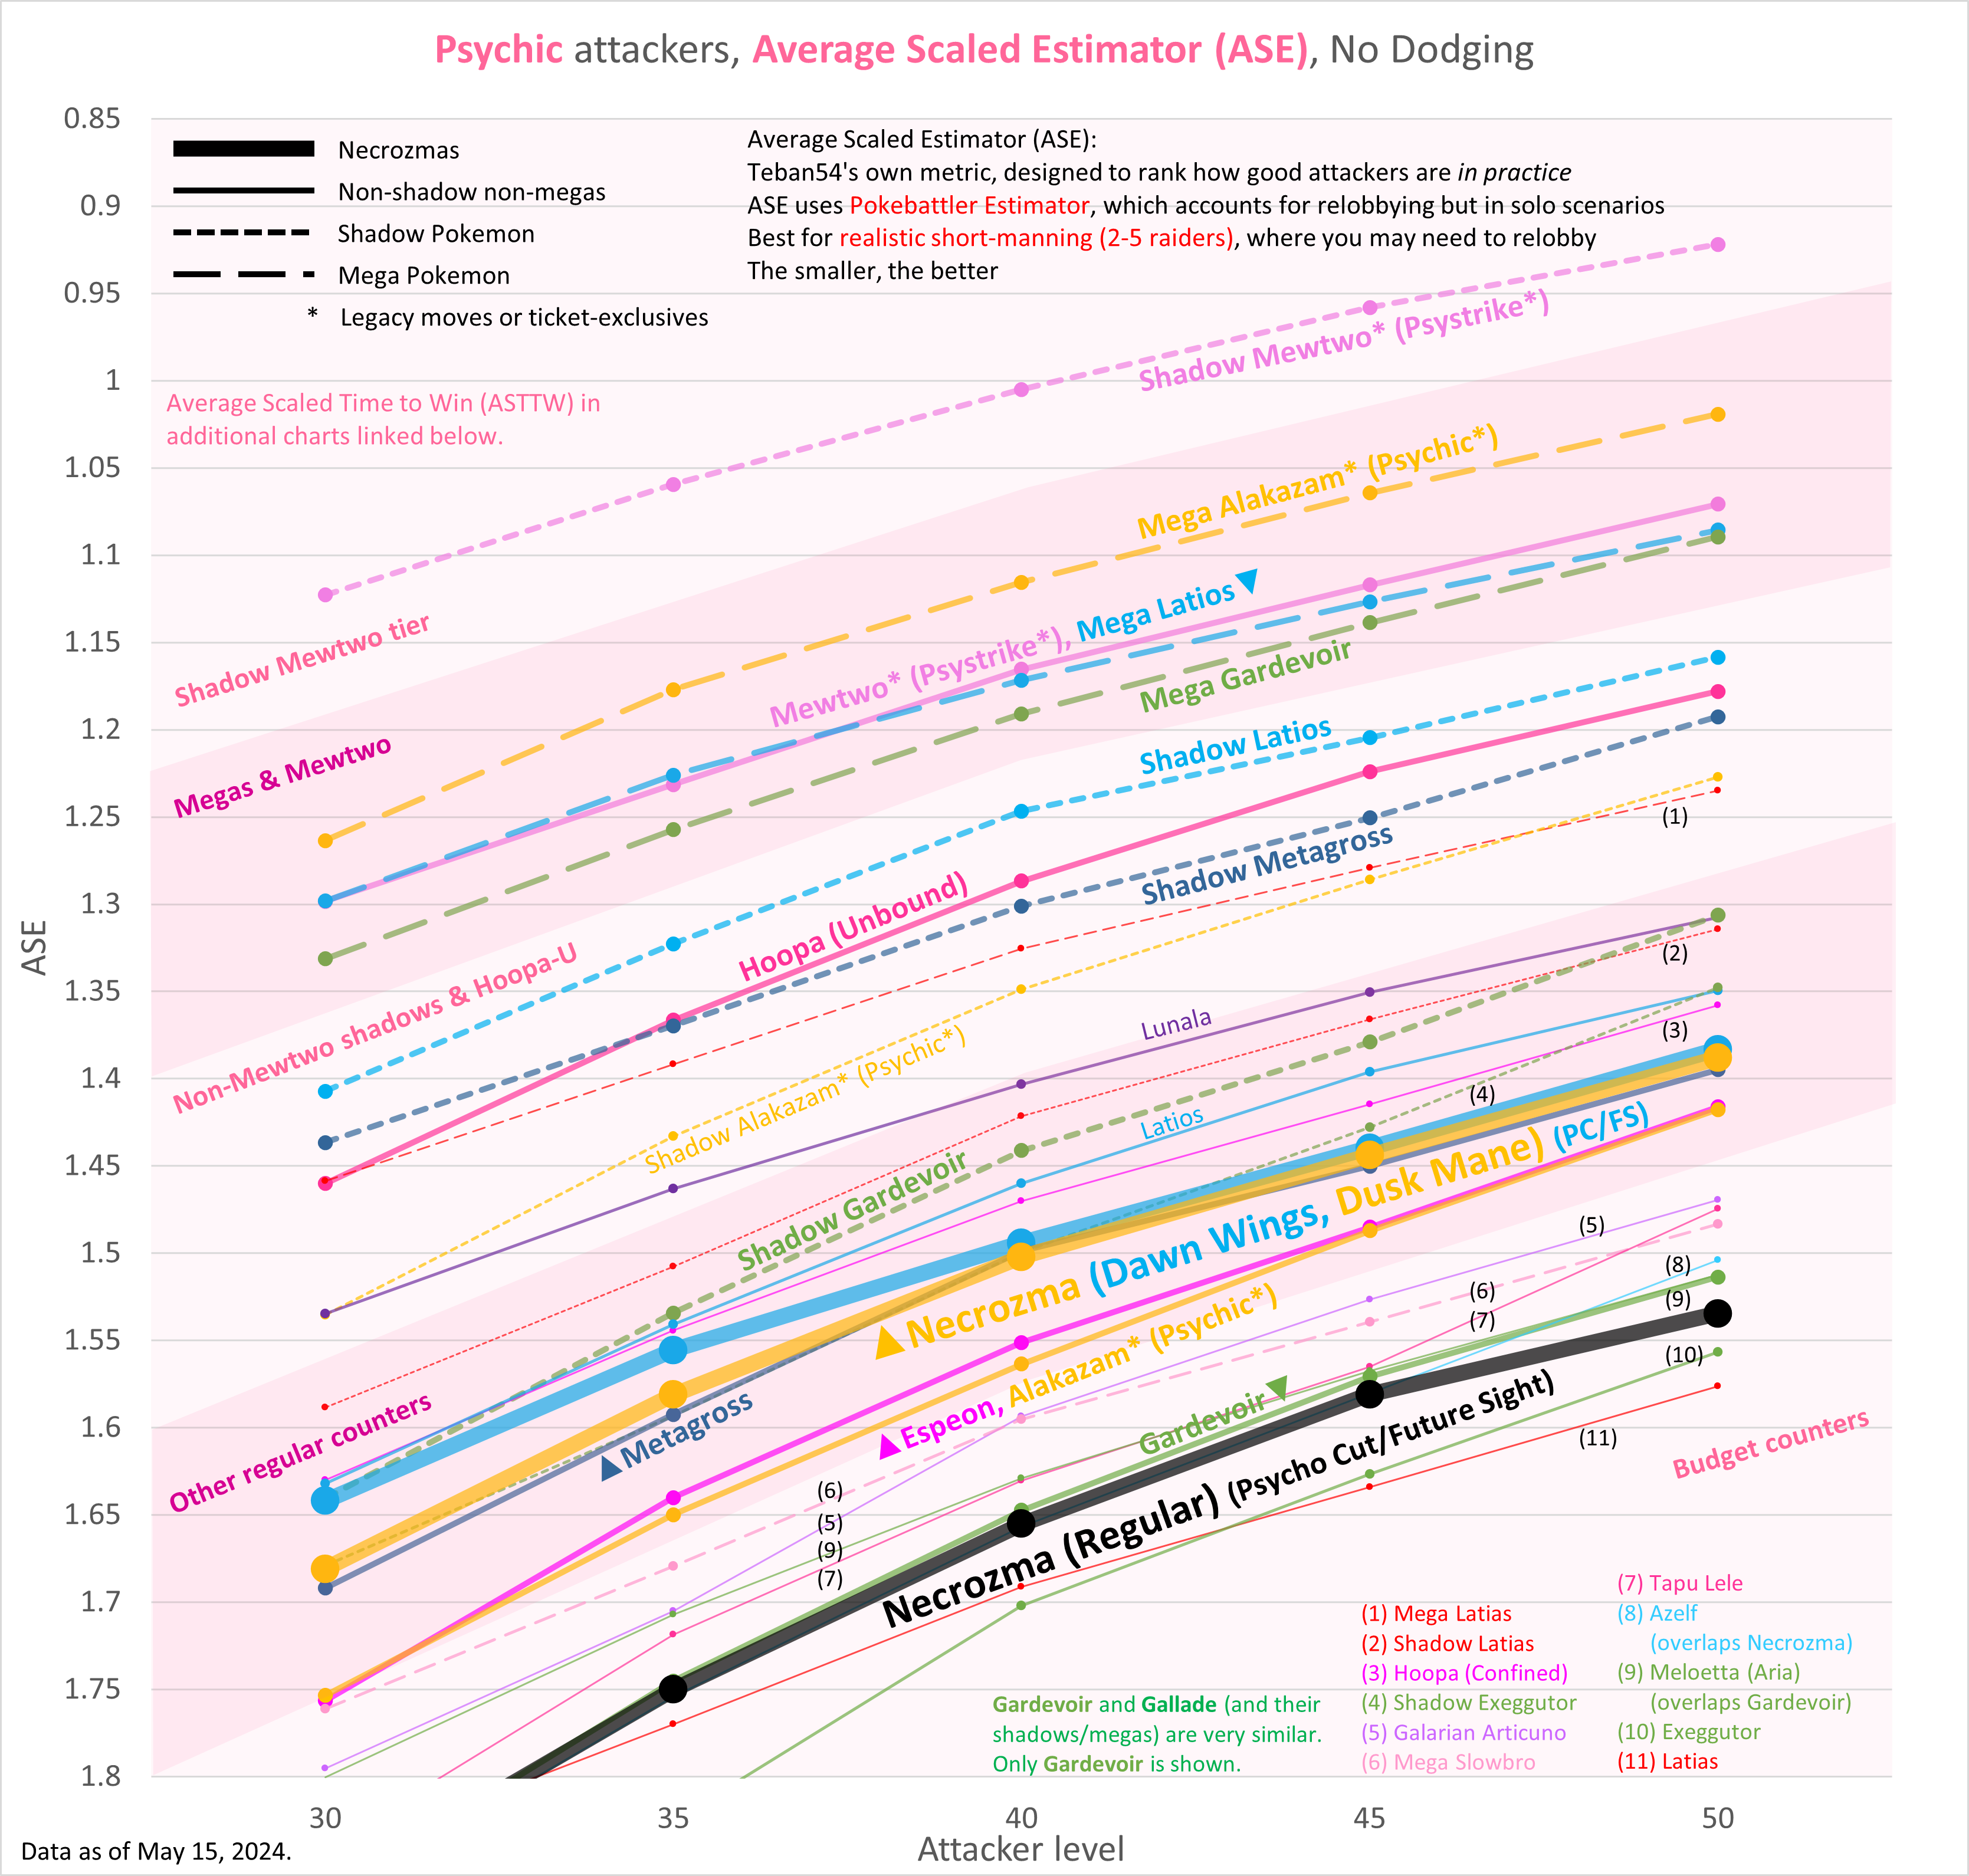 Psychic attackers, Average Scaled Estimator (ASE), No Dodging
0.85
0.9
0.95
1
1.05
1.1
1.15
1.2
1.25
1.3
1.35
1.4
1.45
1.5
1.55
1.6
1.65
1.7
1.75
1.8
ASE
Necrozmas
Non-shadow non-megas
Shadow Pokemon
Mega Pokemon
* Legacy moves or ticket-exclusives
Average Scaled Estimator (ASE):
Teban54's own metric, designed to rank how good attackers are in practice
ASE uses Pokebattler Estimator, which accounts for relobbying but in solo scenarios
Best for realistic short-manning (2-5 raiders), where you may need to relobby
The smaller, the better
Average Scaled Time to Win (ASTTW) in
additional charts linked below.
Shadow Mewtwo* (Psystrike*)
Mega Alakazam* (Psychic*)
Shadow Mewtwo tier
Mewtwo* (Psystrike*), Mega Latios▼
Mega Gardevoir
Megas & Mewtwo
Shadow Latios
(1)
Shadow Metagross
Hoopa (Unbound)
Non-Mewtwo shadows & Hoopa-U
(2)
Lunala
(3)
Shadow Alakazam* (Psychic*)
(4)
Latios
Shadow Gardevoir
▲Necrozma (Dawn Wings, Dusk Mane) (PC/FS)
(5)
(8)
(6)
(9)
(7)
(10)
▲Espeon, Alakazam* (Psychic*)
▲Metagross
Other regular counters
Gardevoir▼
(11)
Budget counters
(6)
(5)
(9)
(7)
Necrozma (Regular) (Psycho Cut/Future Sight)
Gardevoir and Gallade (and their
shadows/megas) are very similar.
Only Gardevoir is shown.
(1) Mega Latias
(2) Shadow Latias
(3) Hoopa (Confined)
(4) Shadow Exeggutor
(5) Galarian Articuno
(6) Mega Slowbro
(7) Tapu Lele
(8) Azelf
(overlaps Necrozma)
(9) Meloetta (Aria)
(overlaps Gardevoir)
(10) Exeggutor
(11) Latias
30
35
40
45
50
Attacker level
Data as of May 15, 2024.